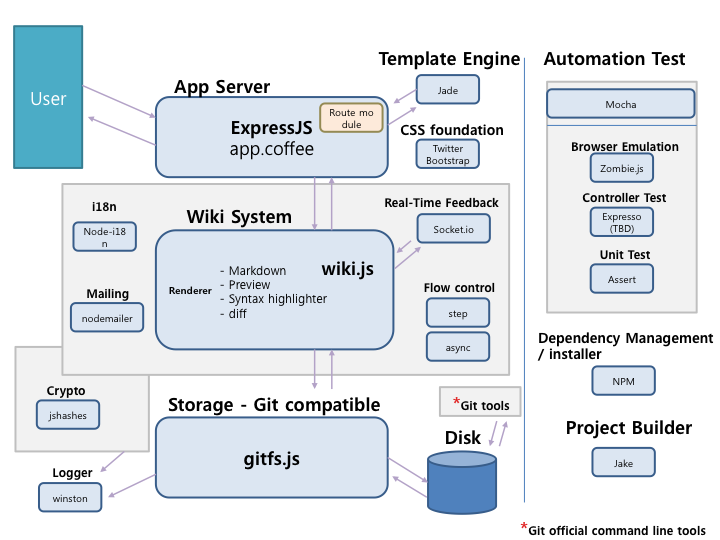 User
App Server
ExpressJS
app.coffee
Route mo
dule
Template Engine
Jade
CSS foundation
Twitter
Bootstrap
Automation Test
Mocha
Browser Emulation
Zombie.js
Controller Test
Expresso
(TBD)
Unit Test
Assert
i18n
Node-i18
n
Wiki System
Real-Time Feedback
Socket.io
wiki.js
Renderer
- Markdown
- Preview
- Syntax highlighter
- diff
Mailing
nodemailer
Flow control
step
async
Dependency Management
/ installer
NPM
Crypto
jshashes
Storage - Git compatible
gitfs.js
*Git tools
Disk
Project Builder
Jake
Logger
winston
*Git official command line tools